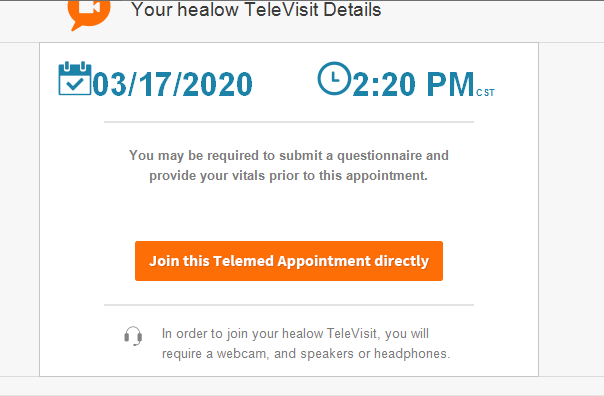 Your healow TeleVisit Details
03/17/2020 2:20 PM CST
You may be required to submit a questionnaire and
provide your vitals prior to this appointment.
Join this Telemed Appointment directly
In order to join your healow TeleVisit, you will
require a webcam, and speakers or headphones.